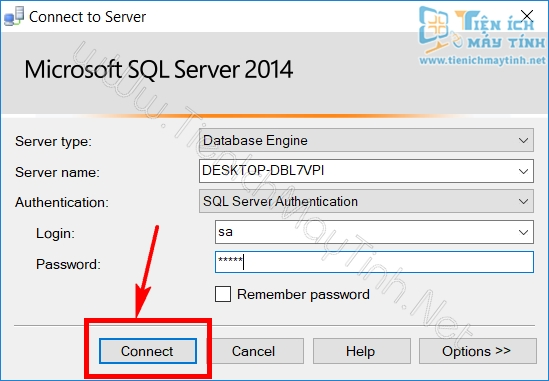 Connect to Server
TIỆN ÍCH
MÁY TÍNH
www.tienichmaytinh.net
Microsoft SQL Server 2014
Server type: Database Engine
Server name: DESKTOP-DBL7VPI
Authentication: SQL Server Authentication
Login: sa
Password: *****
Remember password
Connect Cancel Help Options >>
www.TienIchMayTinh.Net